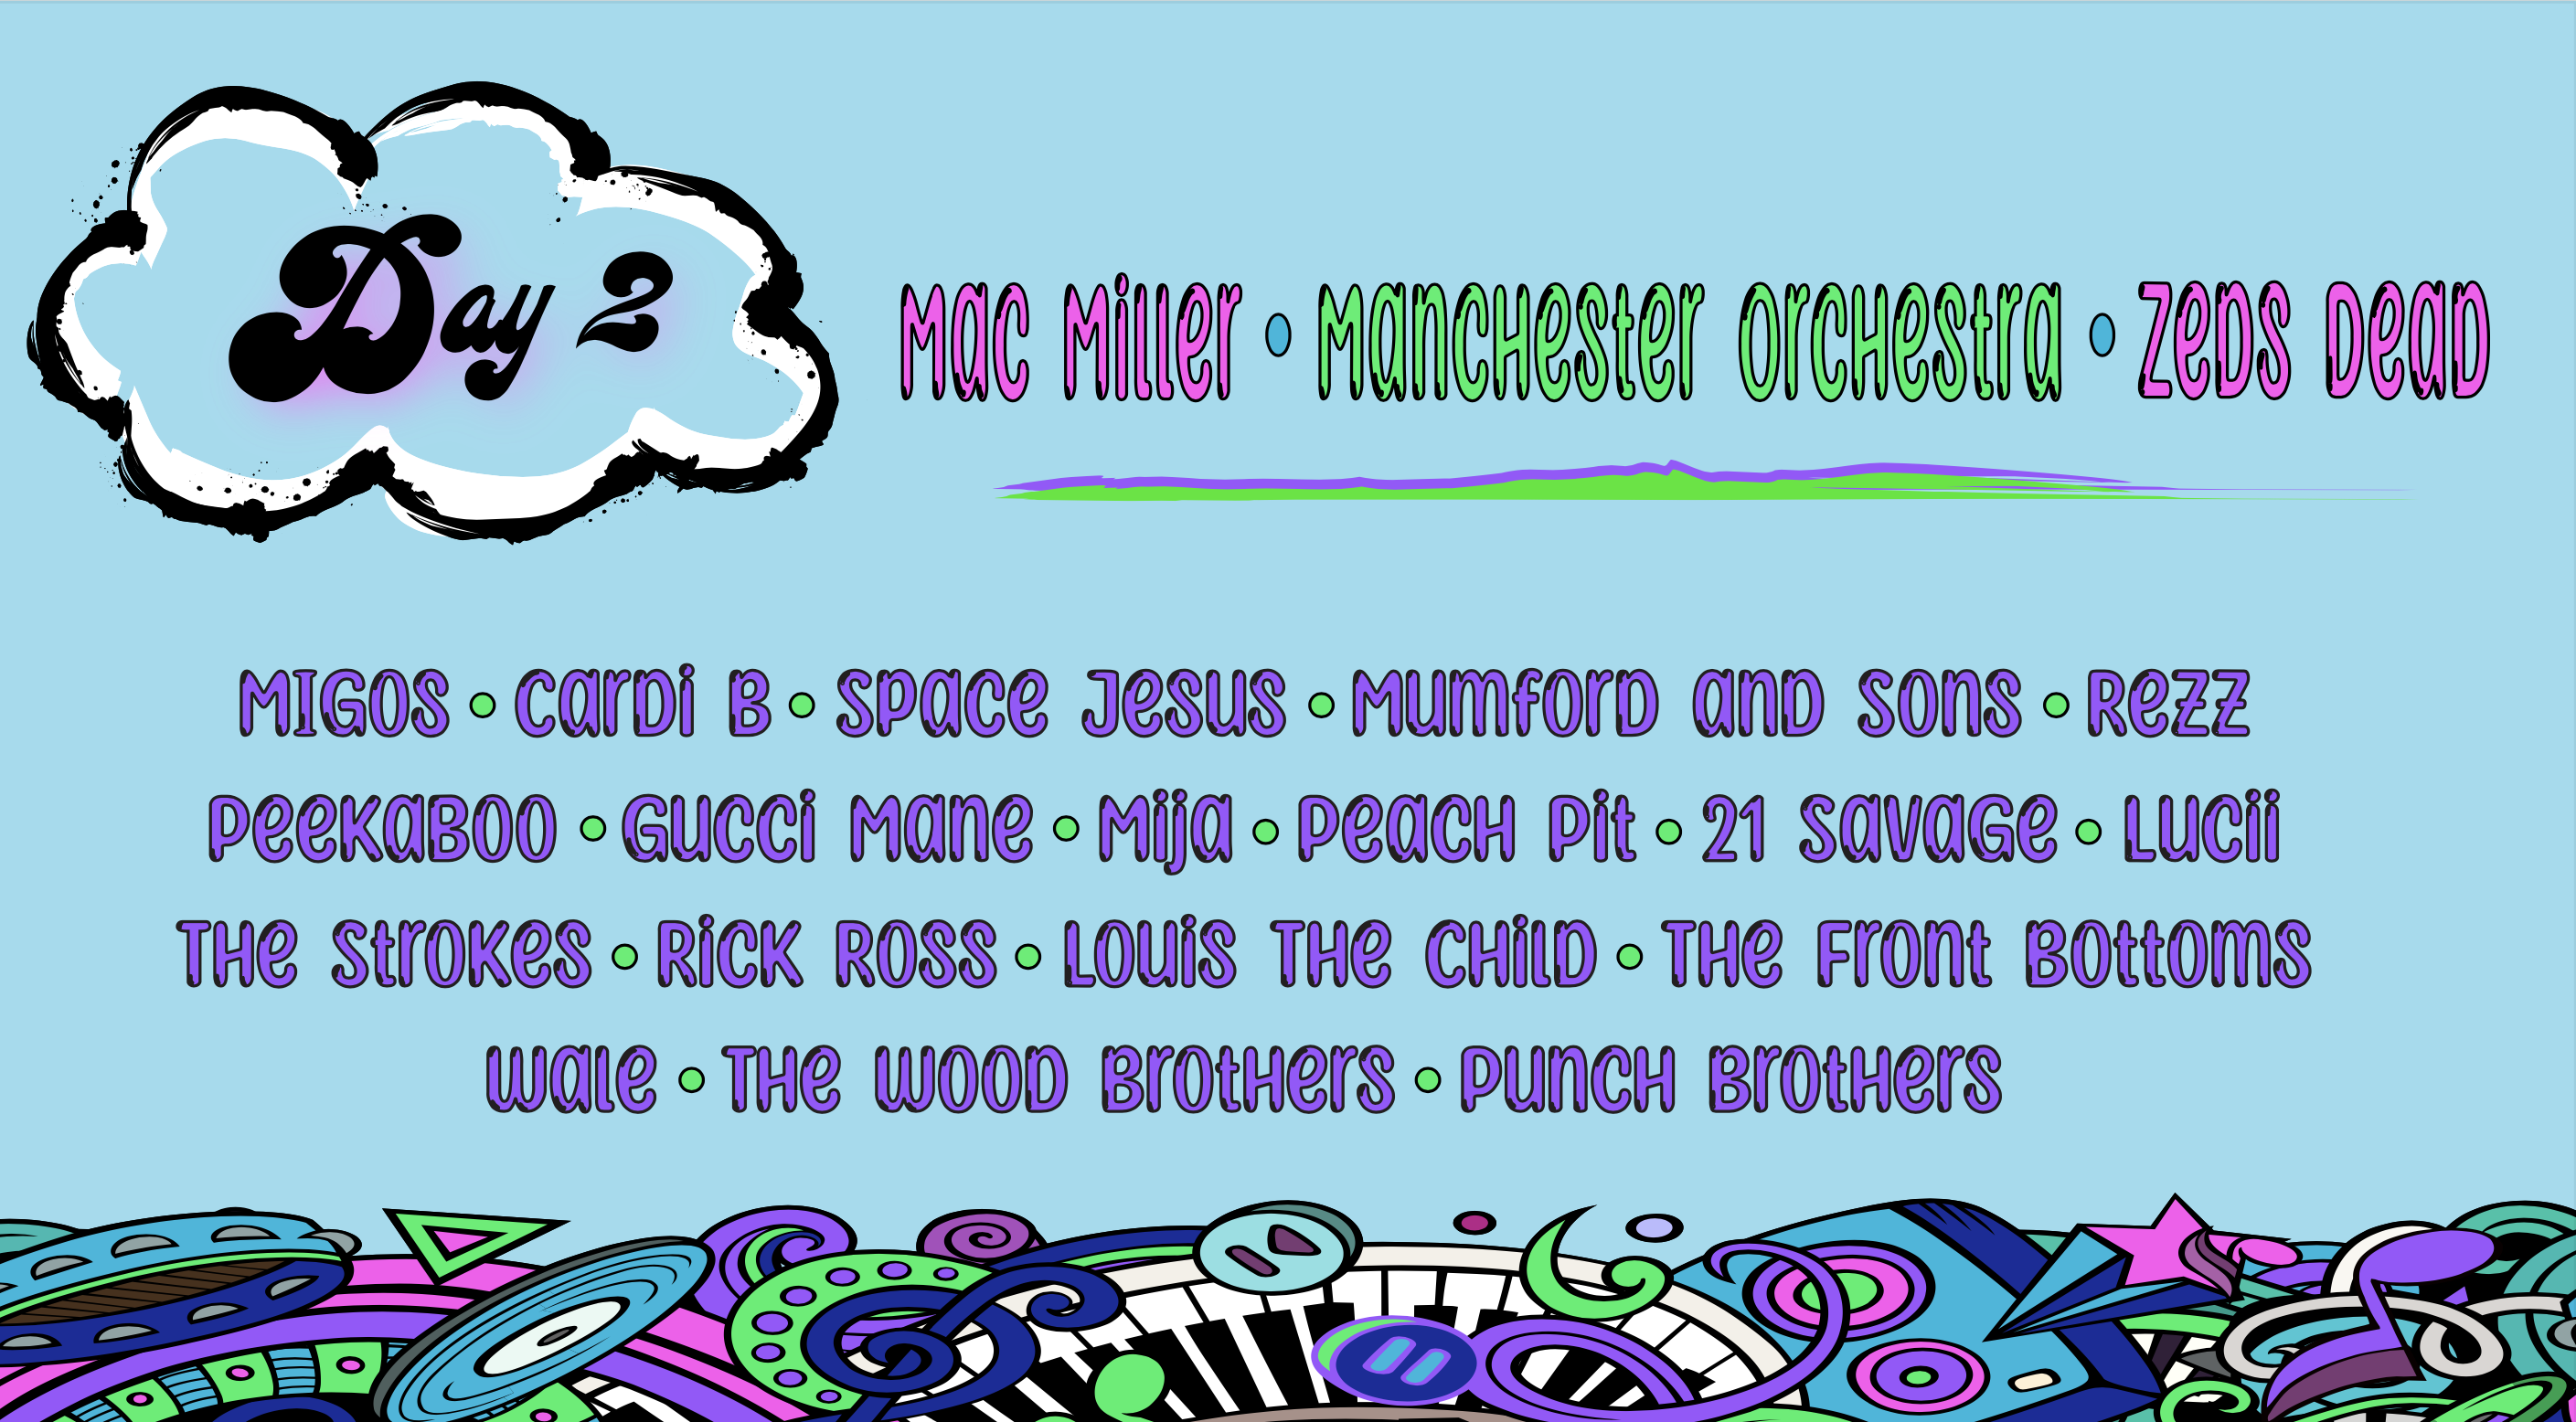 Day 2
Mac Miller • Manchester Orchestra • Zeds Dead
MIGOS • Cardi B • Space Jesus • Mumford and Sons • Rezz
Peekaboo • Gucci Mane • Mija • Peach Pit • 21 Savage • Lucii
The Strokes • Rick Ross • Louis The Child • The Front Bottoms
Wale • The Wood Brothers • Punch Brothers